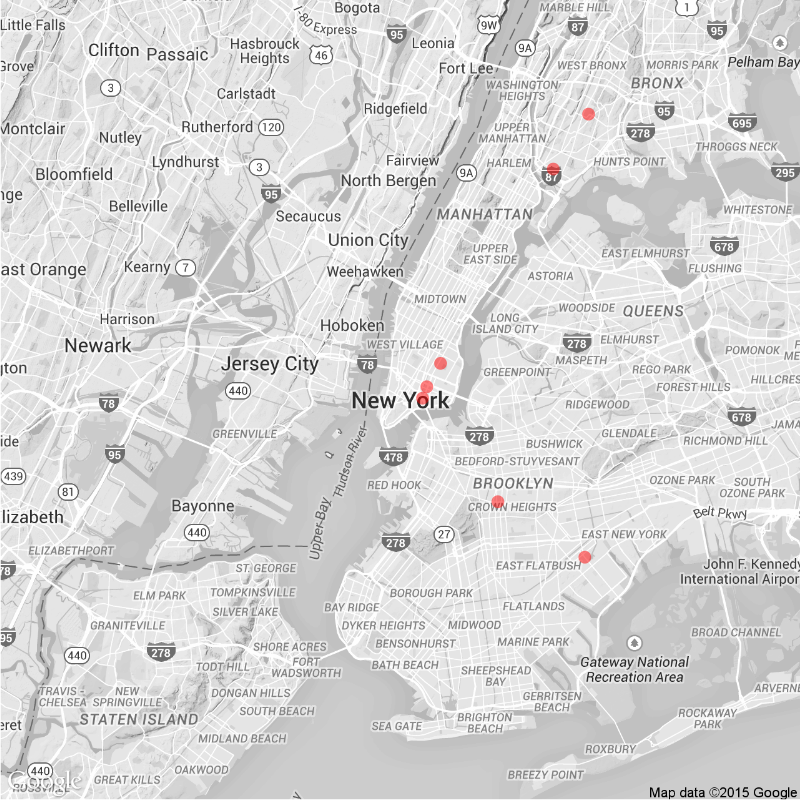 Little Falls
Bogota
I-80 Express
95
9W
MARBLE HILL
87
1
95
Clifton
Passaic
Hasbrouck
Heights
46
Leonia
9A
Fort Lee
WEST BRONX
MORRIS PARK
Pelham Bay
Grove
3
Carlstadt
WASHINGTON
HEIGHTS
BRONX
Ridgefield
95
Nutley
Rutherford
120
UPPER
MANHATTAN
278
695
Montclair
Lyndhurst
3
Fairview
HARLEM
HUNTS POINT
THROGGS NECK
Bloomfield
North Bergen
9A
87
295
nge
95
Belleville
Secaucus
MANHATTAN
WHITESTONE
Union City
678
ast Orange
Kearny
7
UPPER
EAST SIDE
EAST ELMHURST
FLUSHING
Weehawken
ASTORIA
MIDTOWN
Harrison
Hoboken
LONG
ISLAND CITY
WOODSIDE
QUEENS
Newark
WEST VILLAGE
278
ELMHURST
MASPETH
POMONOK
Jersey City
78
GREENPOINT
REGO PARK
gton
440
FOREST HILLS
HILLCRES
78
New York
RIDGEWOOD
678
JAMA
GREENVILLE
278
GLENDALE
RICHMOND HILL
side
95
478
BUSHWICK
BEDFORD-STUYVESANT
439
Hudson River
RED HOOK
BROOKLYN
OZONE PARK
SOUTH
OZONE PARK
81
Bayonne
Upper Bay
CROWN HEIGHTS
Belt Pkwy
lizabeth
440
278
27
EAST NEW YORK
ELIZABETHPORT
EAST FLATBUSH
John F. Kennedy
International Airport
78
ST. GEORGE
ELM PARK
TOMPKINSVILLE
BOROUGH PARK
SILVER LAKE
BAY RIDGE
FLATLANDS
95
GRANITEVILLE
DYKER HEIGHTS
MIDWOOD
BROAD CHANNEL
278
SHORE ACRES
BENSONHURST
MARINE PARK
440
TODT HILL
FORT
WADSWORTH
BATH BEACH
SHEEPSHEAD
BAY
Gateway National
Recreation Area
TRAVIS -
CHELSEA
NEW
SPRINGVILLE
DONGAN HILLS
GERRITSEN
BEACH
ARVERNE
STATEN ISLAND
SOUTH BEACH
SEA GATE
BRIGHTON
BEACH
ROCKAWAY
PARK
eret
MIDLAND BEACH
ROXBURY
440
Google
GREAT KILLS
OAKWOOD
BREEZY POINT
ROSSVILLE
Map data ©2015 Google